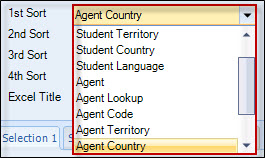 1st Sort Agent Country
Student Territory
2nd Sort
Student Country
3rd Sort
Student Language
Agent
4th Sort
Agent Lookup
Excel Title
Agent Code
Agent Territory
Selection 1
Agent Country